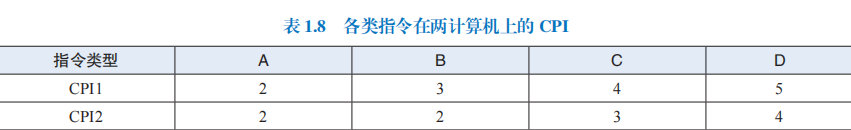 表 1.8 各类指令在两计算机上的 CPI
指令类型 A B C D
CPI1 2 3 4 5
CPI2 2 2 3 4